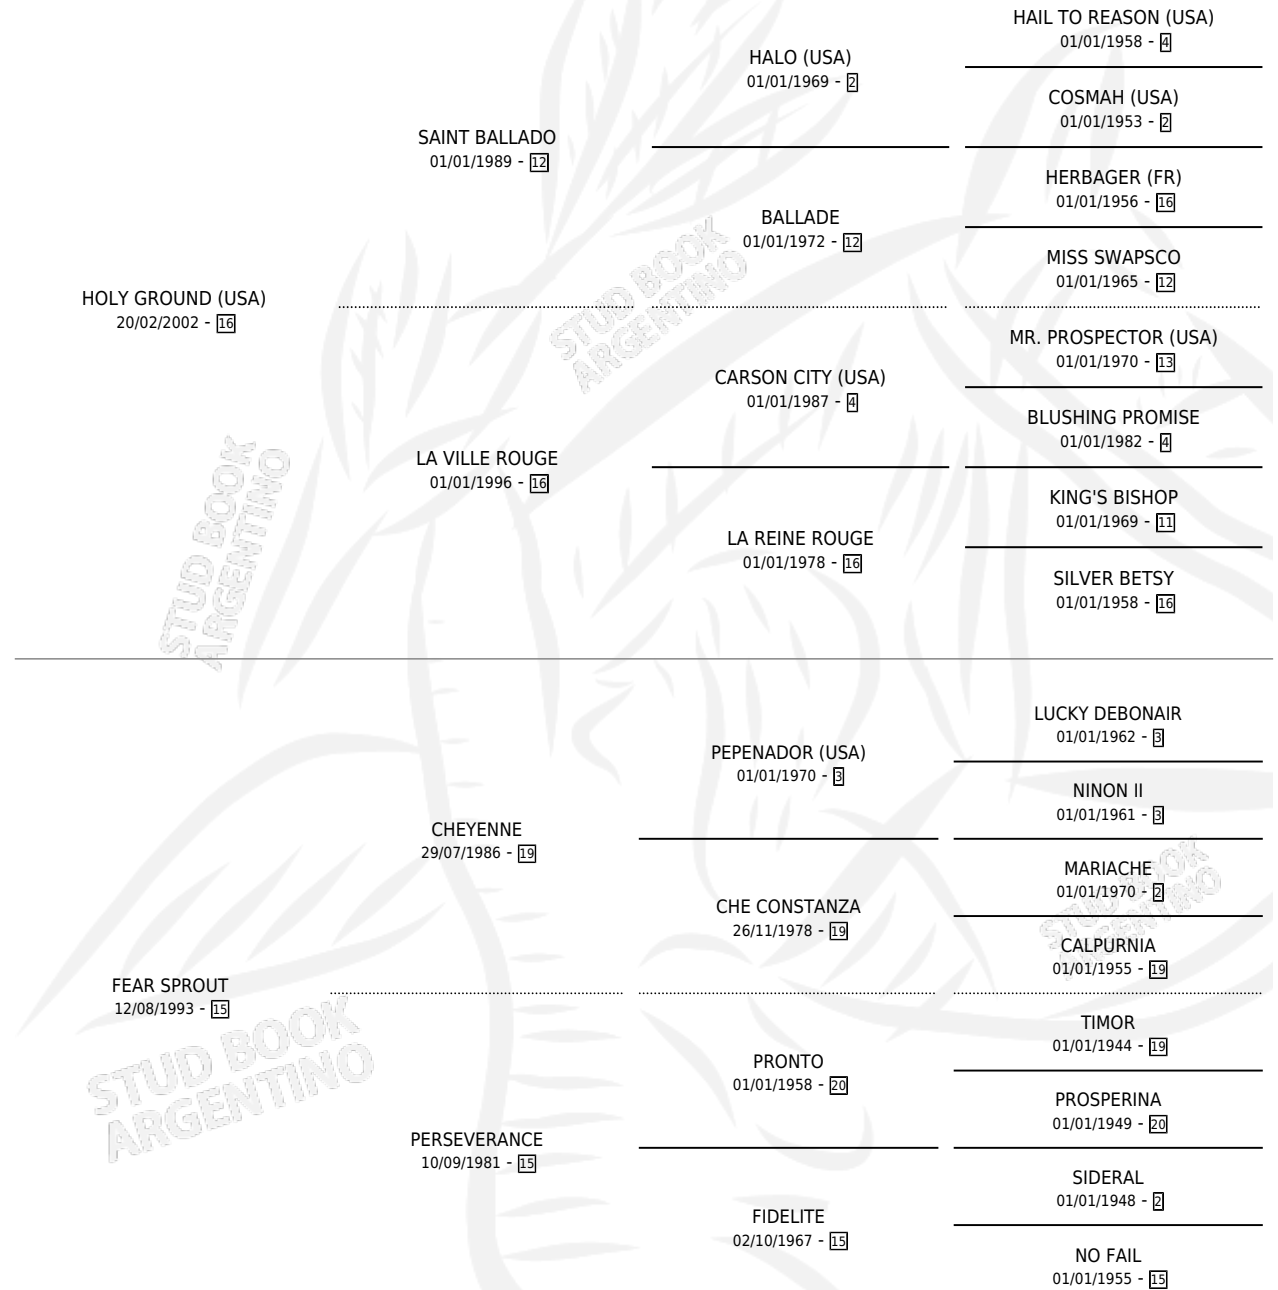 HAIL TO REASON (USA)
01/01/1958 - 4
HALO (USA)
01/01/1969 - 2
COSMAH (USA)
01/01/1953 - 2
SAINT BALLADO
01/01/1989 - 12
HERBAGER (FR)
01/01/1956 - 16
BALLADE
01/01/1972 - 12
MISS SWAPSCO
01/01/1965 - 12
HOLY GROUND (USA)
20/02/2002 - 16
MR. PROSPECTOR (USA)
01/01/1970 - 13
CARSON CITY (USA)
01/01/1987 - 4
BLUSHING PROMISE
01/01/1982 - 4
LA VILLE ROUGE
01/01/1996 - 16
KING'S BISHOP
01/01/1969 - 11
LA REINE ROUGE
01/01/1978 - 16
SILVER BETSY
01/01/1958 - 16
LUCKY DEBONAIR
01/01/1962 - 3
PEPENADOR (USA)
01/01/1970 - 3
NINON II
01/01/1961 - 3
CHEYENNE
29/07/1986 - 19
MARIACHE
01/01/1970 - 2
CHE CONSTANZA
26/11/1978 - 19
CALPURNIA
01/01/1955 - 19
FEAR SPROUT
12/08/1993 - 15
TIMOR
01/01/1944 - 19
PRONTO
01/01/1958 - 20
PROSPERINA
01/01/1949 - 20
PERSEVERANCE
10/09/1981 - 15
SIDERAL
01/01/1948 - 2
FIDELITE
02/10/1967 - 15
NO FAIL
01/01/1955 - 15
STUD BOOK
ARGENTINO
STUD BOOK
ARGENTINO
STUD BOOK
ARGENTINO
STUD BOOK
ARGENTINO